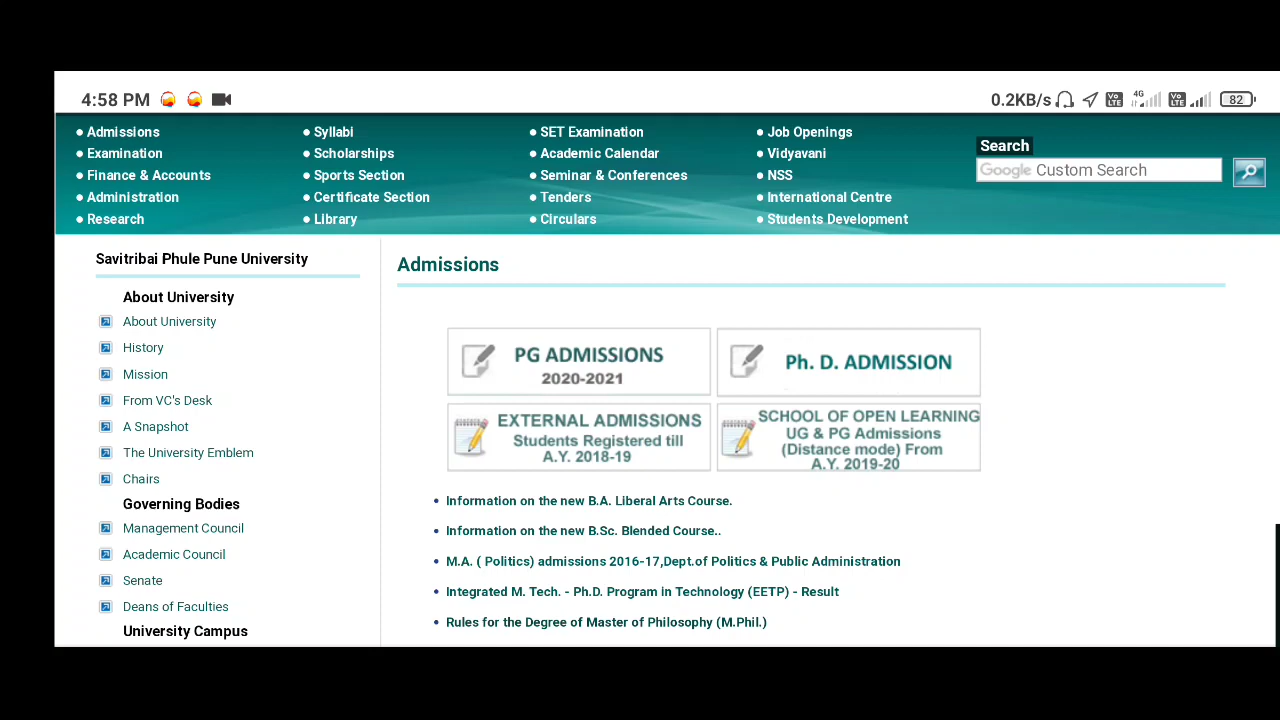 4:58 PM
0.2KB/s
4G
Vo LTE
Vo LTE
82
Admissions
Examination
Finance & Accounts
Administration
Research
Syllabi
Scholarships
Sports Section
Certificate Section
Library
SET Examination
Academic Calendar
Seminar & Conferences
Tenders
Circulars
Job Openings
Vidyavani
NSS
International Centre
Students Development
Search
Google Custom Search
Savitribai Phule Pune University
About University
About University
History
Mission
From VC's Desk
A Snapshot
The University Emblem
Chairs
Governing Bodies
Management Council
Academic Council
Senate
Deans of Faculties
University Campus
Admissions
PG ADMISSIONS
2020-2021
Ph. D. ADMISSION
EXTERNAL ADMISSIONS
Students Registered till
A.Y. 2018-19
SCHOOL OF OPEN LEARNING
UG & PG Admissions
(Distance mode) From
A.Y. 2019-20
Information on the new B.A. Liberal Arts Course.
Information on the new B.Sc. Blended Course..
M.A. ( Politics) admissions 2016-17,Dept.of Politics & Public Administration
Integrated M. Tech. - Ph.D. Program in Technology (EETP) - Result
Rules for the Degree of Master of Philosophy (M.Phil.)